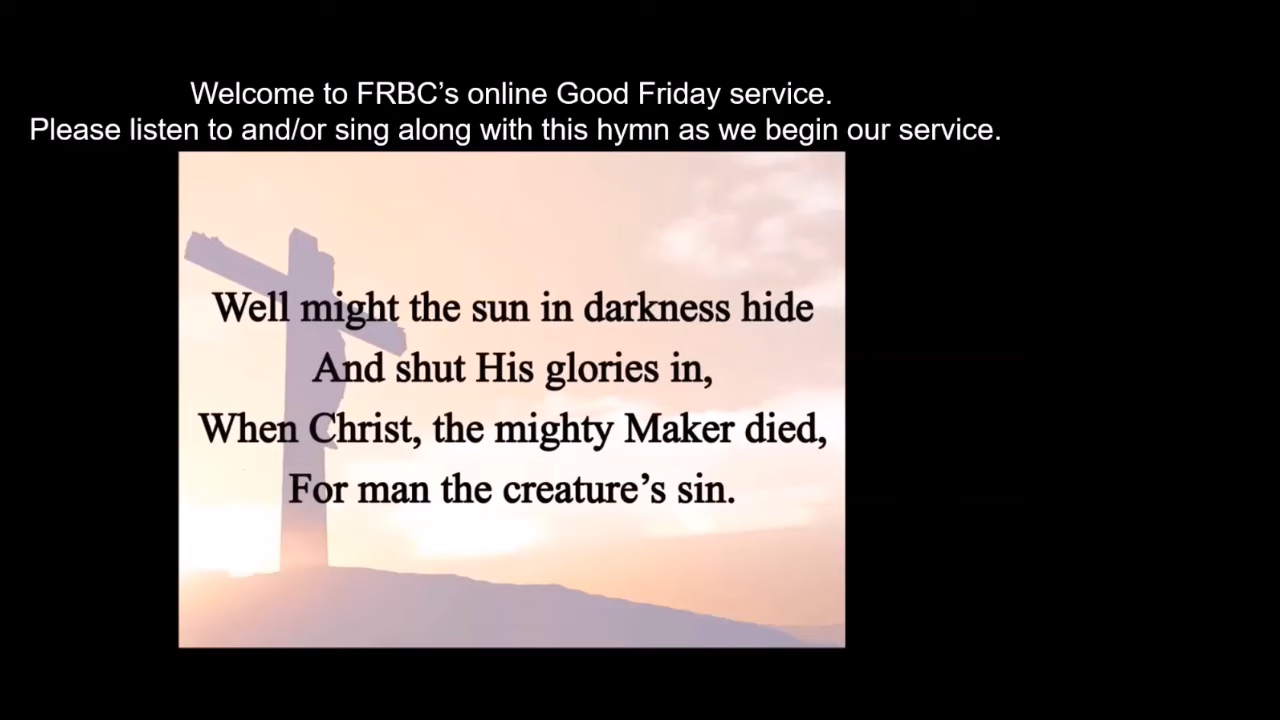 Welcome to FRBC’s online Good Friday service.
Please listen to and/or sing along with this hymn as we begin our service.
Well might the sun in darkness hide
And shut His glories in,
When Christ, the mighty Maker died,
For man the creature’s sin.